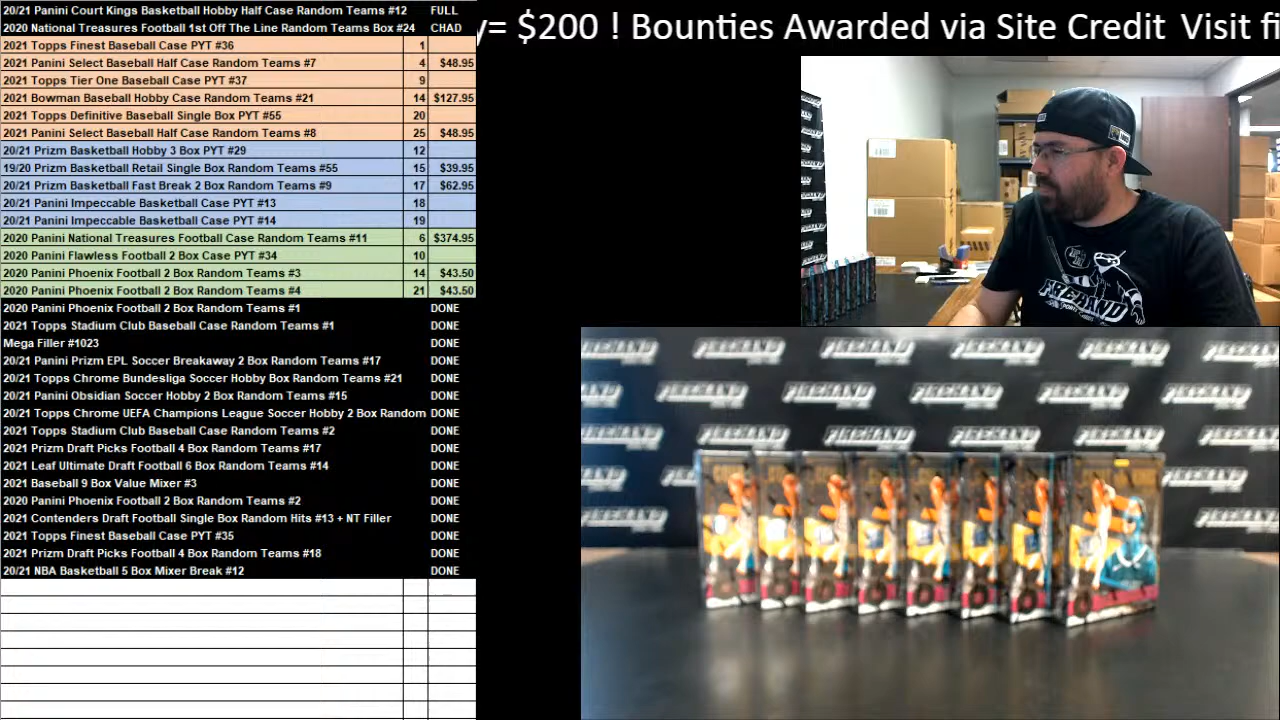 20/21 Panini Court Kings Basketball Hobby Half Case Random Teams #12 FULL
2020 National Treasures Football 1st Off The Line Random Teams Box #24 CHAD
2021 Topps Finest Baseball Case PYT #36 1
2021 Panini Select Baseball Half Case Random Teams #7 4 $48.95
2021 Topps Tier One Baseball Case PYT #37 9
2021 Bowman Baseball Hobby Case Random Teams #21 14 $127.95
2021 Topps Definitive Baseball Single Box PYT #55 20
2021 Panini Select Baseball Half Case Random Teams #8 25 $48.95
20/21 Prizm Basketball Hobby 3 Box PYT #29 12
19/20 Prizm Basketball Retail Single Box Random Teams #55 15 $39.95
20/21 Prizm Basketball Fast Break 2 Box Random Teams #9 17 $62.95
20/21 Panini Impeccable Basketball Case PYT #13 18
20/21 Panini Impeccable Basketball Case PYT #14 19
2020 Panini National Treasures Football Case Random Teams #11 6 $374.95
2020 Panini Flawless Football Case PYT #34 10
2020 Panini Phoenix Football 2 Box Random Teams #3 14 $43.50
2020 Panini Phoenix Football 2 Box Random Teams #4 21 $43.50
2020 Panini Phoenix Football 2 Box Random Teams #1 DONE
2021 Topps Stadium Club Baseball Case Random Teams #1 DONE
Mega Filler #1023 DONE
20/21 Panini Prizm EPL Soccer Breakaway 2 Box Random Teams #17 DONE
20/21 Topps Chrome Bundesliga Soccer Hobby Box Random Teams #21 DONE
20/21 Panini Obsidian Soccer Hobby 2 Box Random Teams #15 DONE
20/21 Topps Chrome UEFA Champions League Soccer Hobby 2 Box Random DONE
2021 Topps Stadium Club Baseball Case Random Teams #2 DONE
2021 Prizm Draft Picks Football 4 Box Random Teams #17 DONE
2021 Leaf Ultimate Draft Football 6 Box Random Teams #14 DONE
2021 Baseball 9 Box Value Mixer #3 DONE
2020 Panini Phoenix Football 2 Box Random Teams #2 DONE
2021 Contenders Draft Football Single Box Random Hits #13 + NT Filler DONE
2021 Topps Finest Baseball Case PYT #35 DONE
2021 Prizm Draft Picks Football 4 Box Random Teams #18 DONE
20/21 NBA Basketball 5 Box Mixer Break #12 DONE
y= $200 ! Bounties Awarded via Site Credit Visit fi
FIREHAND
FIREHAND